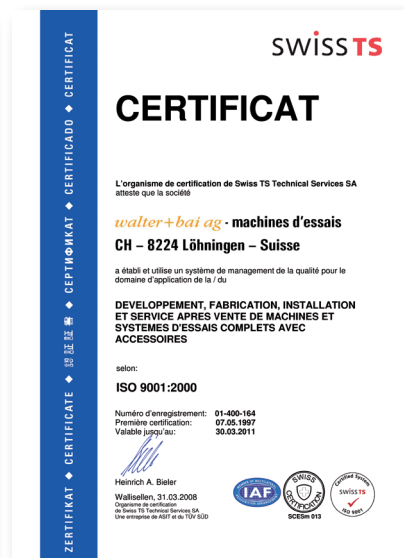 swiss TS
CERTIFICAT
L'organisme de certification de Swiss TS Technical Services SA
atteste que la société
walter+bai ag - machines d'essais
CH – 8224 Löhningen – Suisse
a établi et utilise un système de management de la qualité pour le
domaine d'application de la / du
DEVELOPPEMENT, FABRICATION, INSTALLATION
ET SERVICE APRES VENTE DE MACHINES ET
SYSTEMES D'ESSAIS COMPLETS AVEC
ACCESSOIRES
selon:
ISO 9001:2000
Numéro d'enregistrement: 01-400-164
Première certification: 07.05.1997
Valable jusqu'au: 30.03.2011
Heinrich A. Bieler
Wallisellen, 31.03.2008
Organisme de certification
de Swiss TS Technical Services SA
Une entreprise de ASIT et du TÜV SÜD
IAF
SWISS
CERTIFICATION
SCESm 013
Certified System
swiss TS
ISO 9001
ZERTIFIKAT ◆ CERTIFICATE ◆ 認証証書 ◆ СЕРТИФИКАТ ◆ CERTIFICADO ◆ CERTIFICAT